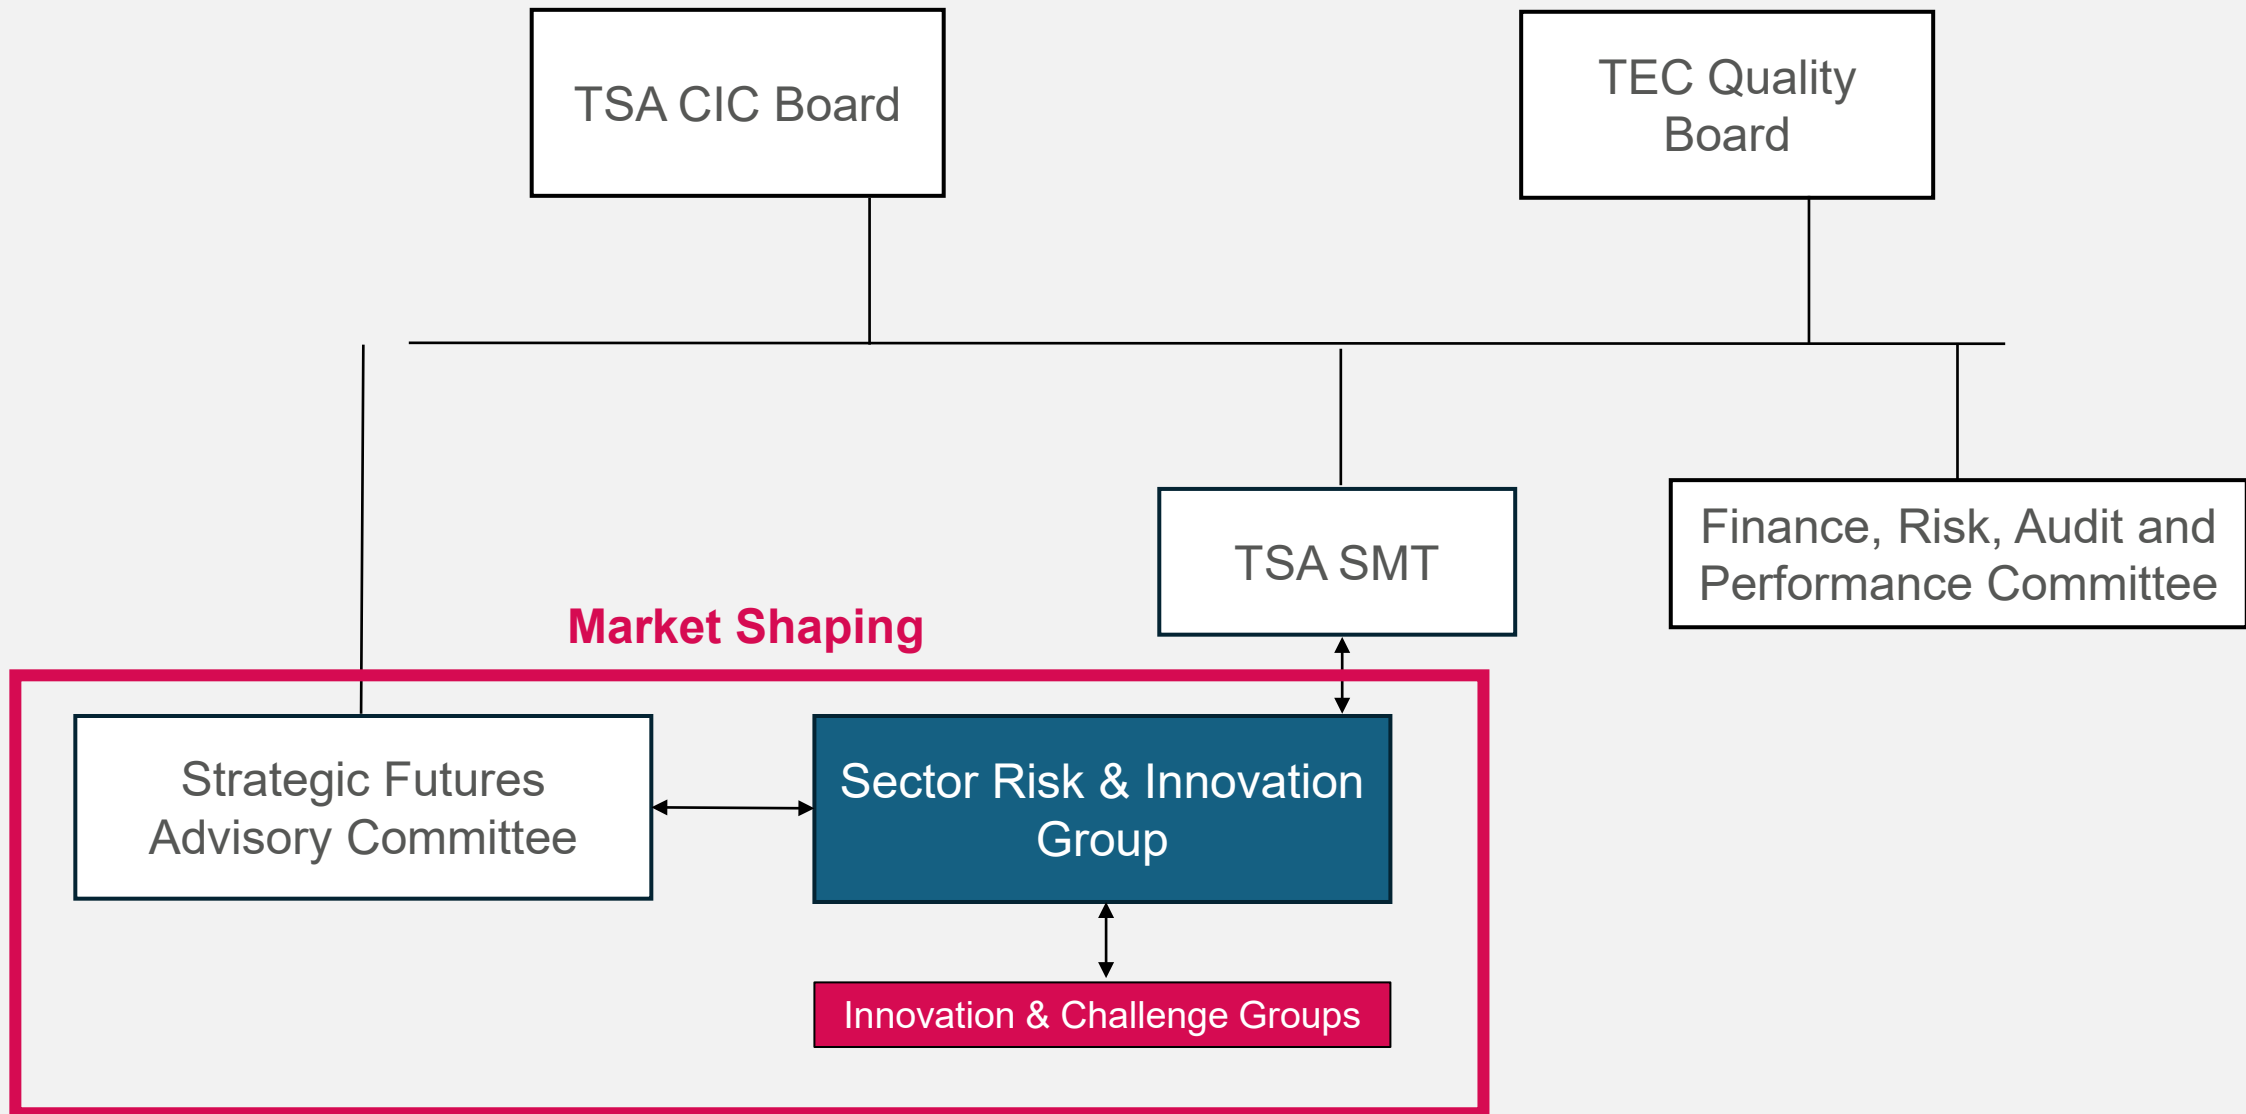 TSA CIC Board
TEC Quality
Board
TSA SMT
Finance, Risk, Audit and
Performance Committee
Market Shaping
Strategic Futures
Advisory Committee
Sector Risk & Innovation
Group
Innovation & Challenge Groups